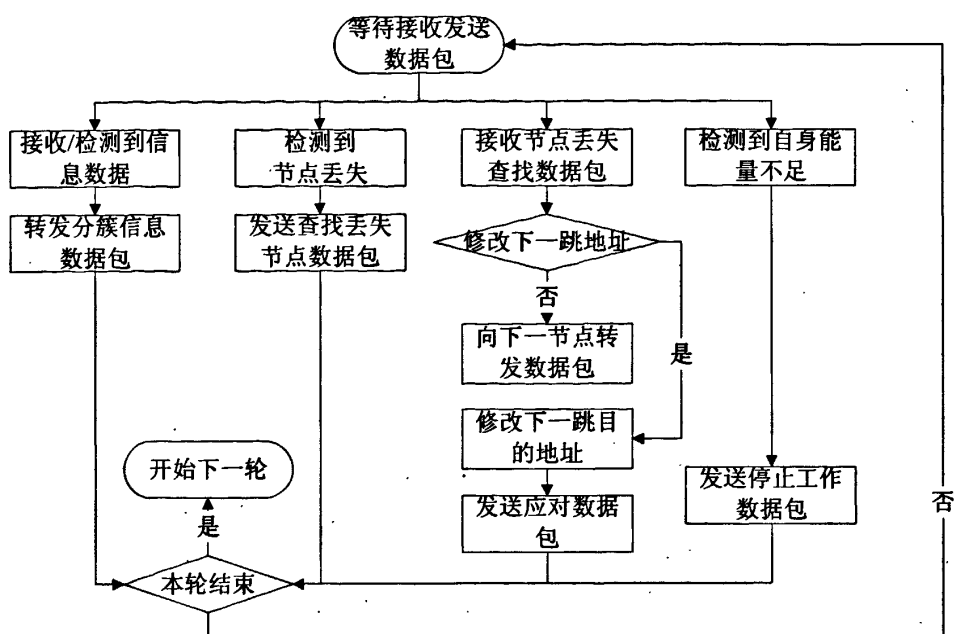 等待接收发送
数据包
接收/检测到信
息数据
检测到
节点丢失
接收节点丢失
查找数据包
检测到自身能
量不足
转发分簇信息
数据包
发送查找丢失
节点数据包
修改下一跳地址
否
向下一节点转
发数据包
是
修改下一跳目
的地址
开始下一轮
发送停止工作
数据包
发送应对数据
包
否
是
本轮结束